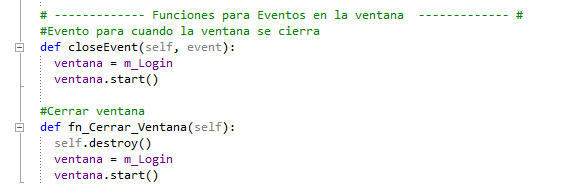 # ------------- Funciones para Eventos en la ventana  ------------- #
#Evento para cuando la ventana se cierra
def closeEvent(self, event):
ventana = m_Login
ventana.start()
#Cerrar ventana
def fn_Cerrar_Ventana(self):
self.destroy()
ventana = m_Login
ventana.start()